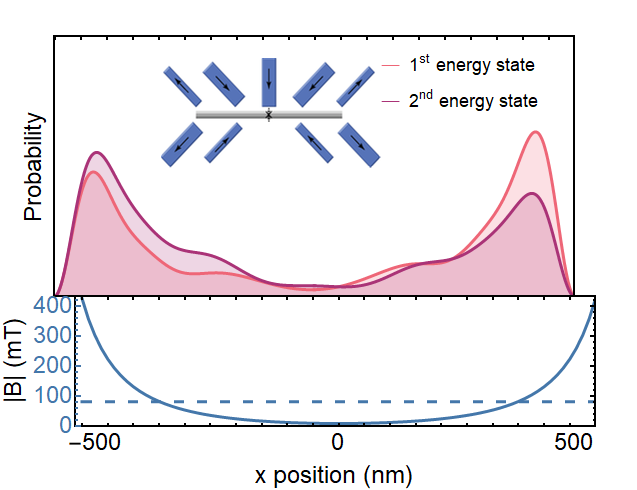 1st energy state
2nd energy state
Probability
400
300
200
100
0
|B| (mT)
−500 0 500
x position (nm)